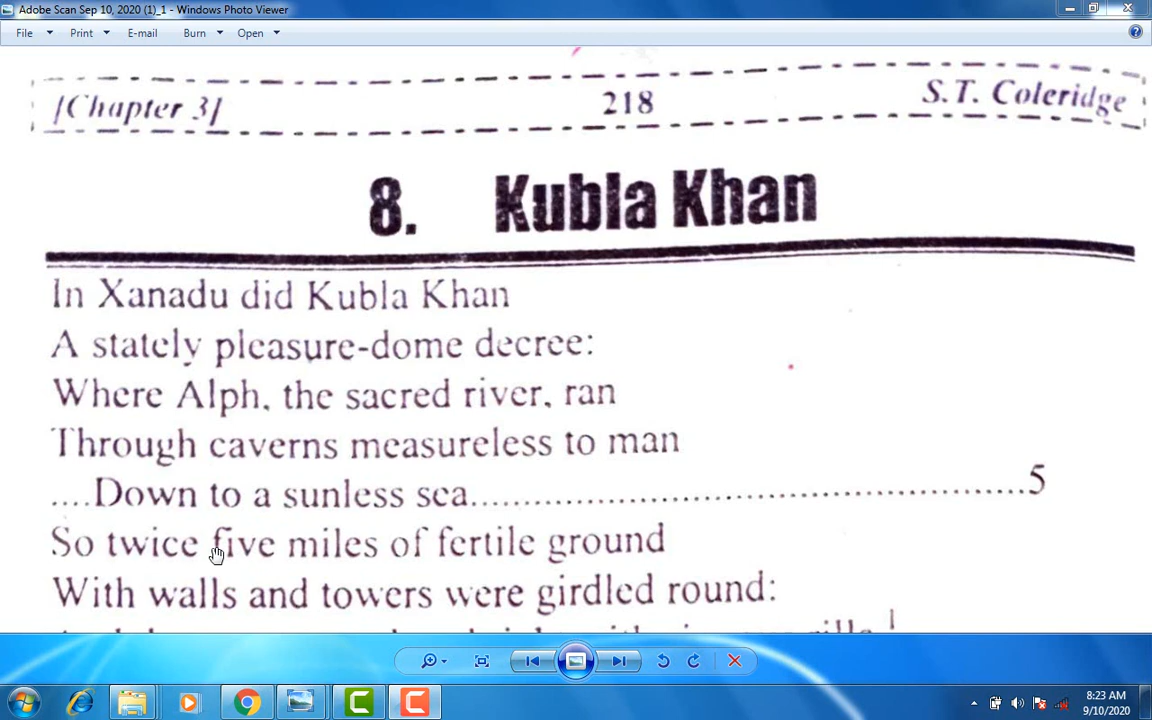 Adobe Scan Sep 10, 2020 (1)_1 - Windows Photo Viewer
File Print E-mail Burn Open
[Chapter 3] 218 S.T. Coleridge
8. Kubla Khan
In Xanadu did Kubla Khan
A stately pleasure-dome decree:
Where Alph, the sacred river, ran
Through caverns measureless to man
....Down to a sunless sea..........................................................5
So twice five miles of fertile ground
With walls and towers were girdled round:
8:23 AM
9/10/2020